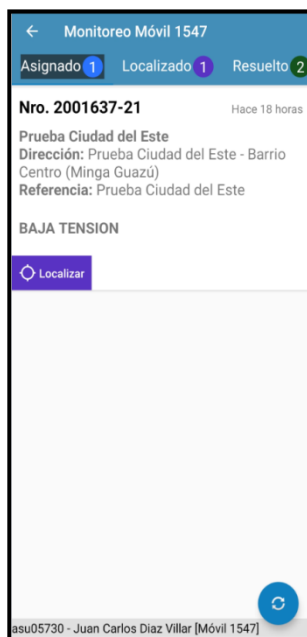 Monitoreo Móvil 1547
Asignado 1 Localizado 1 Resuelto 2
Nro. 2001637-21 Hace 18 horas
Prueba Ciudad del Este
Dirección: Prueba Ciudad del Este - Barrio
Centro (Minga Guazú)
Referencia: Prueba Ciudad del Este
BAJA TENSION
Localizar
asu05730 - Juan Carlos Diaz Villar [Móvil 1547]